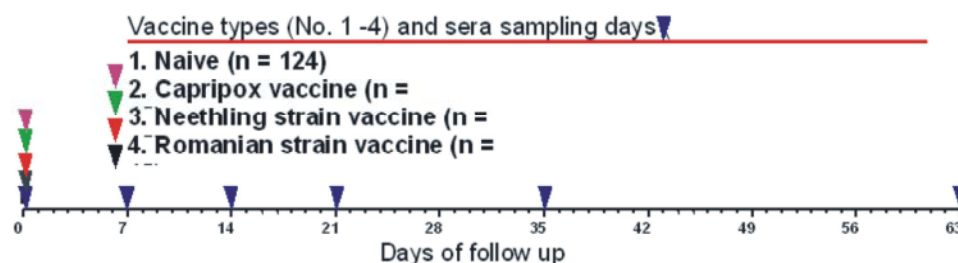 Vaccine types (No. 1 -4) and sera sampling days (
1. Naive (n = 124)
2. Capripox vaccine (n =
3. Neethling strain vaccine (n =
4. Romanian strain vaccine (n =
0 7 14 21 28 35 42 49 56 63
Days of follow up